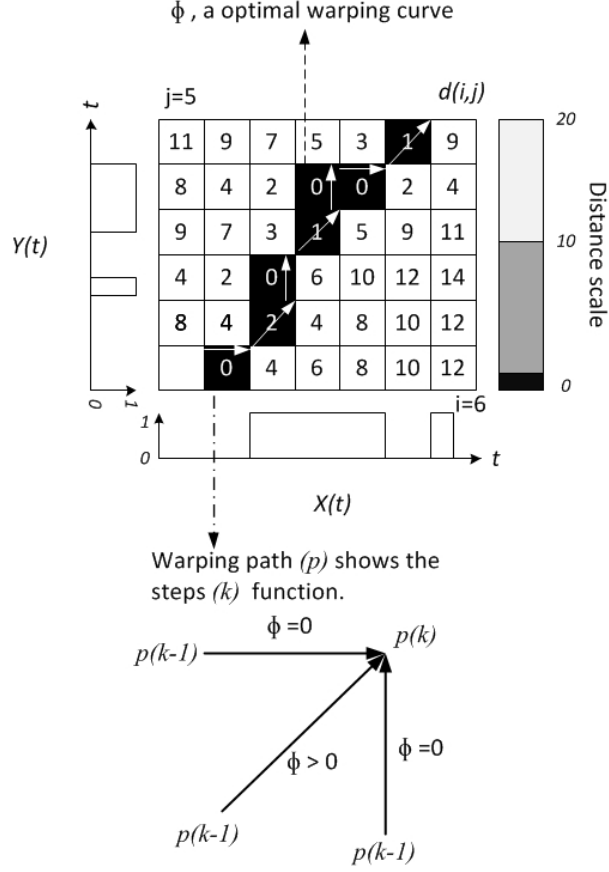 ϕ , a optimal warping curve
j=5
d(i,j)
t
20
11 9 7 5 3 1 9
8 4 2 0 0 2 4
Y(t)
9 7 3 1 5 9 11
10
Distance scale
4 2 0 6 10 12 14
8 4 2 4 8 10 12
0 4 6 8 10 12
0
0 1
i=6
1
0
t
X(t)
Warping path (p) shows the
steps (k) function.
ϕ =0
p(k-1)
p(k)
ϕ > 0
ϕ =0
p(k-1)
p(k-1)